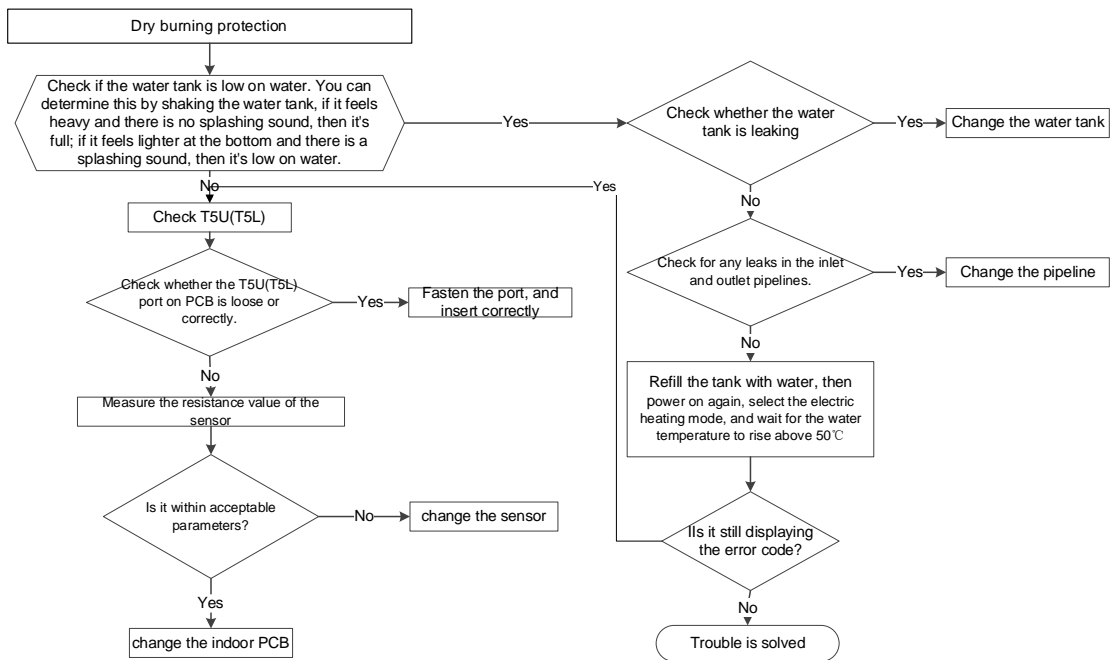 Dry burning protection
Check if the water tank is low on water. You can
determine this by shaking the water tank, if it feels
heavy and there is no splashing sound, then it's
full; if it feels lighter at the bottom and there is a
splashing sound, then it's low on water.
Yes
Check whether the water
tank is leaking
Yes
Change the water tank
No
Yes
No
Check T5U(T5L)
Check whether the T5U(T5L)
port on PCB is loose or
correctly.
Yes
Fasten the port, and
insert correctly
Check for any leaks in the inlet
and outlet pipelines.
Yes
Change the pipeline
No
No
Measure the resistance value of the
sensor
Refill the tank with water, then
power on again, select the electric
heating mode, and wait for the water
temperature to rise above 50℃
Is it within acceptable
parameters?
No
change the sensor
IIs it still displaying
the error code?
Yes
No
change the indoor PCB
Trouble is solved